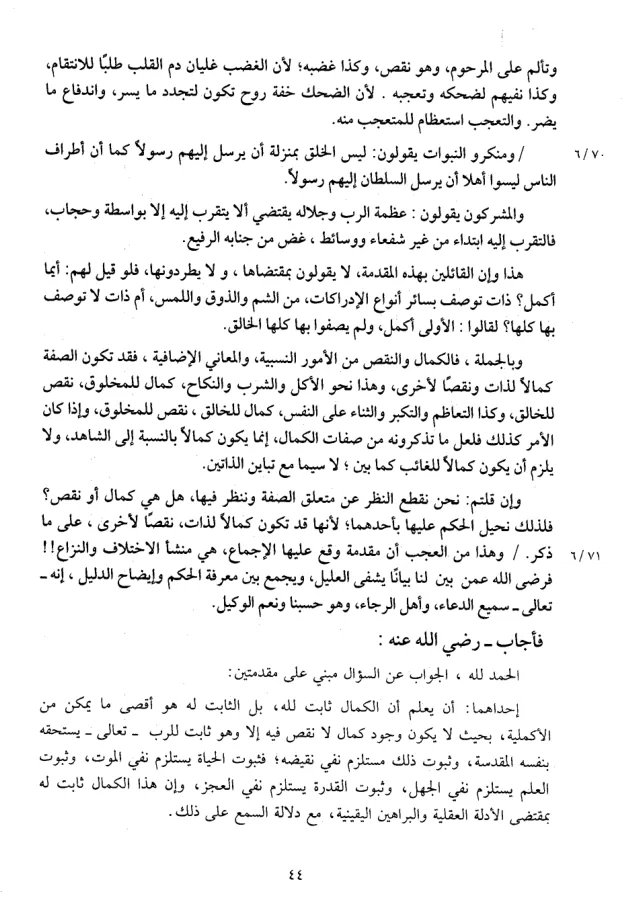 وتألم على المرحوم، وهو نقص، وكذا غضبه؛ لأن الغضب غليان دم القلب طلبًا للانتقام،
وكذا نفيهم لضحكه وتعجبه . لأن الضحك خفة روح تكون لتجدد ما يسر، واندفاع ما
يضر. والتعجب استعظام للمتعجب منه.
٦/٧٠ / ومنكرو النبوات يقولون: ليس الخلق بمنزلة أن يرسل إليهم رسولاً كما أن أطراف
الناس ليسوا أهلا أن يرسل السلطان إليهم رسولاً.
والمشركون يقولون : عظمة الرب وجلاله يقتضي ألا يتقرب إليه إلا بواسطة وحجاب،
فالتقرب إليه ابتداء من غير شفعاء ووسائط ، غض من جنابه الرفيع.
هذا وإن القائلين بهذه المقدمة، لا يقولون بمقتضاها ، و لا يطردونها، فلو قيل لهم: أيما
أكمل؟ ذات توصف بسائر أنواع الإدراكات، من الشم والذوق واللمس، أم ذات لا توصف
بها كلها؟ لقالوا : الأولى أكمل، ولم يصفوا بها كلها الخالق.
وبالجملة ، فالكمال والنقص من الأمور النسبية، والمعاني الإضافية ، فقد تكون الصفة
كمالاً لذات ونقصًا لأخرى، وهذا نحو الأكل والشرب والنكاح، كمال للمخلوق، نقص
للخالق، وكذا التعاظم والتكبر والثناء على النفس، كمال للخالق ، نقص للمخلوق، وإذا كان
الأمر كذلك فلعل ما تذكرونه من صفات الكمال، إنما يكون كمالاً بالنسبة إلى الشاهد، ولا
يلزم أن يكون كمالاً للغائب كما بين ؛ لا سيما مع تباين الذاتين.
وإن قلتم: نحن نقطع النظر عن متعلق الصفة وننظر فيها، هل هي كمال أو نقص؟
فلذلك نحيل الحكم عليها بأحدهما؛ لأنها قد تكون كمالاً لذات، نقصًا لأخرى ، على ما
٦/٧١ ذكر. / وهذا من العجب أن مقدمة وقع عليها الإجماع، هي منشأ الاختلاف والنزاع!!
فرضى الله عمن بين لنا بيانًا يشفى العليل، ويجمع بين معرفة الحكم وإيضاح الدليل ، إنه ـ
تعالى ـ سميع الدعاء، وأهل الرجاء، وهو حسبنا ونعم الوكيل.
فأجاب ـ رضي الله عنه :
الحمد لله ، الجواب عن السؤال مبني على مقدمتين:
إحداهما: أن يعلم أن الكمال ثابت لله، بل الثابت له هو أقصى ما يمكن من
الأكملية، بحيث لا يكون وجود كمال لا نقص فيه إلا وهو ثابت للرب ـ تعالى ـ يستحقه
بنفسه المقدسة، وثبوت ذلك مستلزم نفي نقيضه؛ فثبوت الحياة يستلزم نفي الموت، وثبوت
العلم يستلزم نفي الجهل، وثبوت القدرة يستلزم نفي العجز، وإن هذا الكمال ثابت له
بمقتضى الأدلة العقلية والبراهين اليقينية، مع دلالة السمع على ذلك.
٤٤